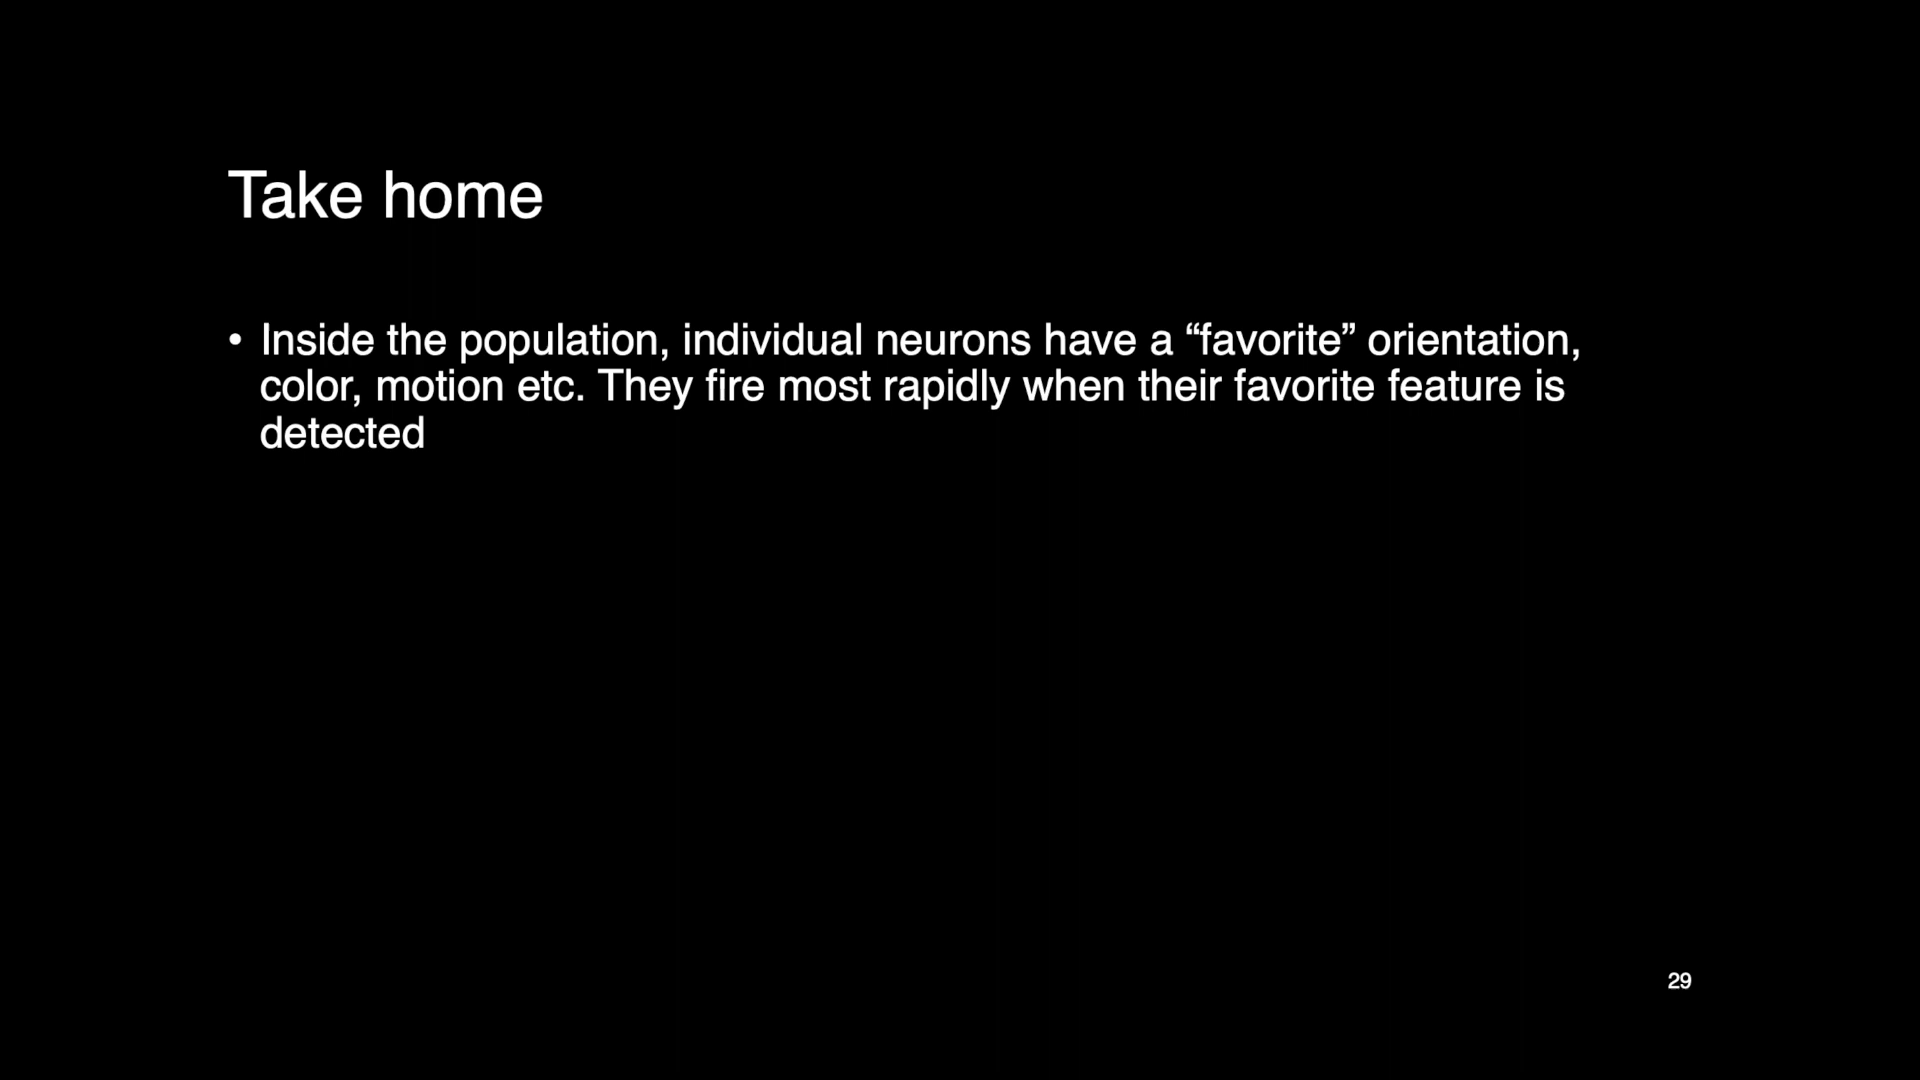 Take home
• Inside the population, individual neurons have a “favorite” orientation,
color, motion etc. They fire most rapidly when their favorite feature is
detected
29